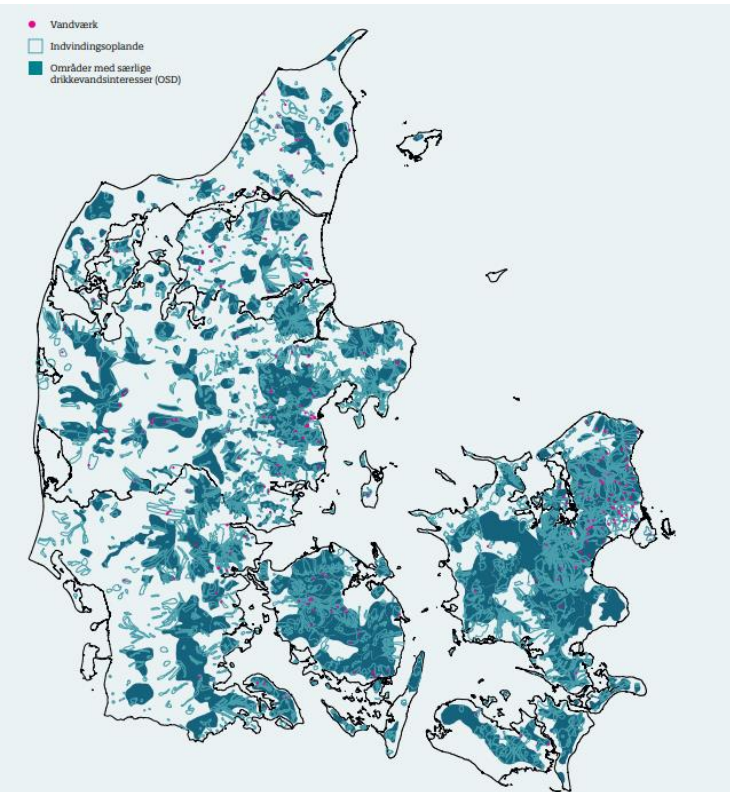 Vandværk
Indvindingsoplande
Områder med særlige
drikkevandsinteresser (OSD)